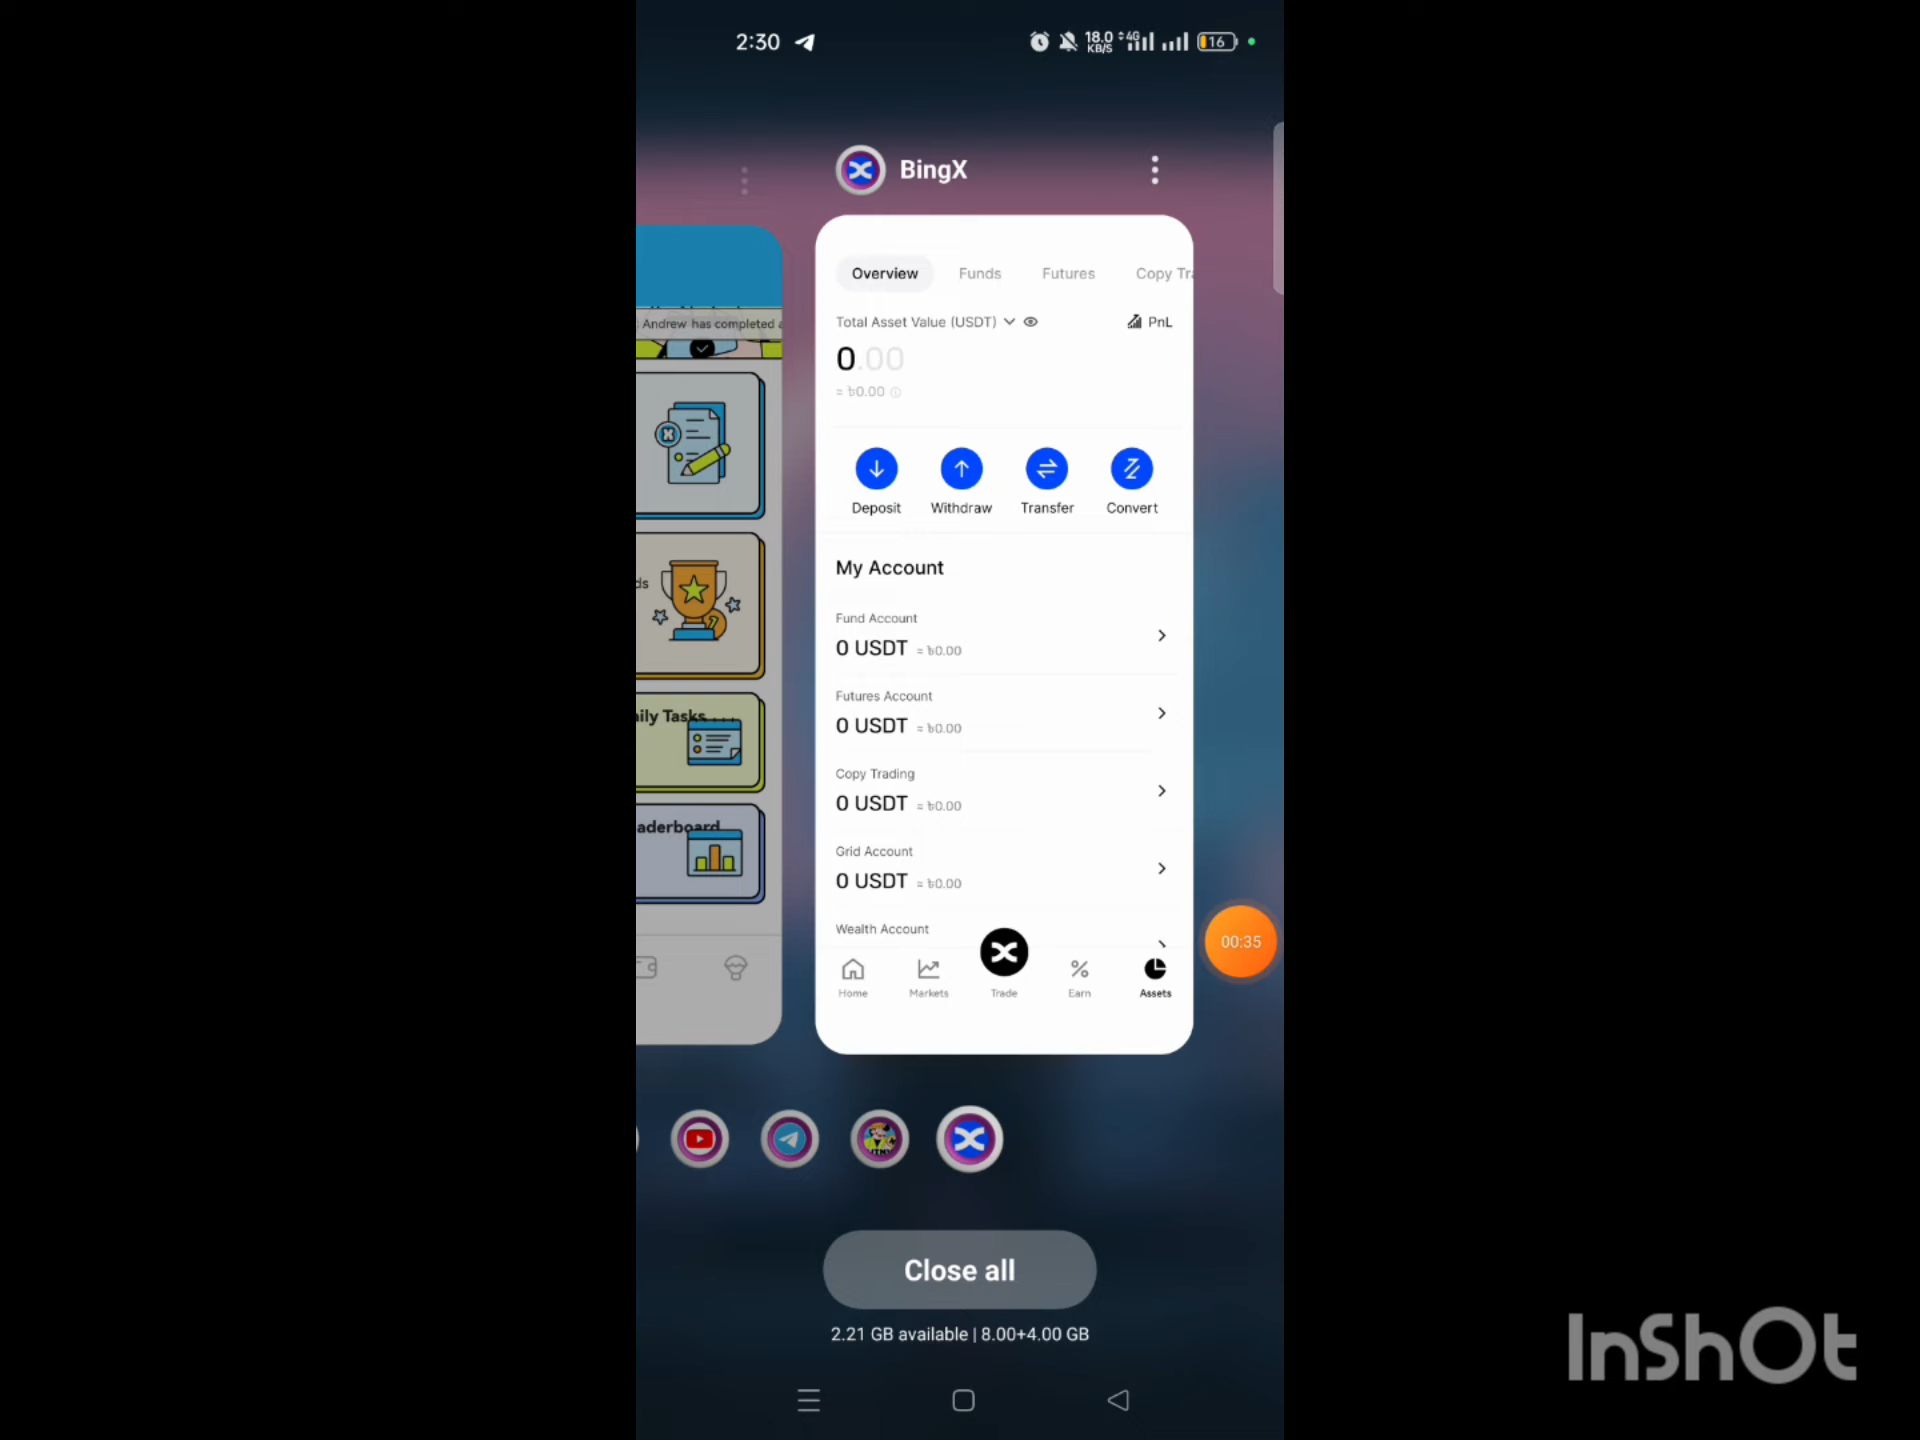 2:30
18.0
KB/S
4G
16
BingX
Overview Funds Futures Copy Tra
Total Asset Value (USDT)
PnL
0.00
≈ ৳0.00
Deposit Withdraw Transfer Convert
My Account
Fund Account
0 USDT ≈ ৳0.00
Futures Account
0 USDT ≈ ৳0.00
Copy Trading
0 USDT ≈ ৳0.00
Grid Account
0 USDT ≈ ৳0.00
Wealth Account
Home Markets Trade Earn Assets
Andrew has completed a
ds
ily Tasks
aderboard
00:35
Close all
2.21 GB available | 8.00+4.00 GB
InShOt